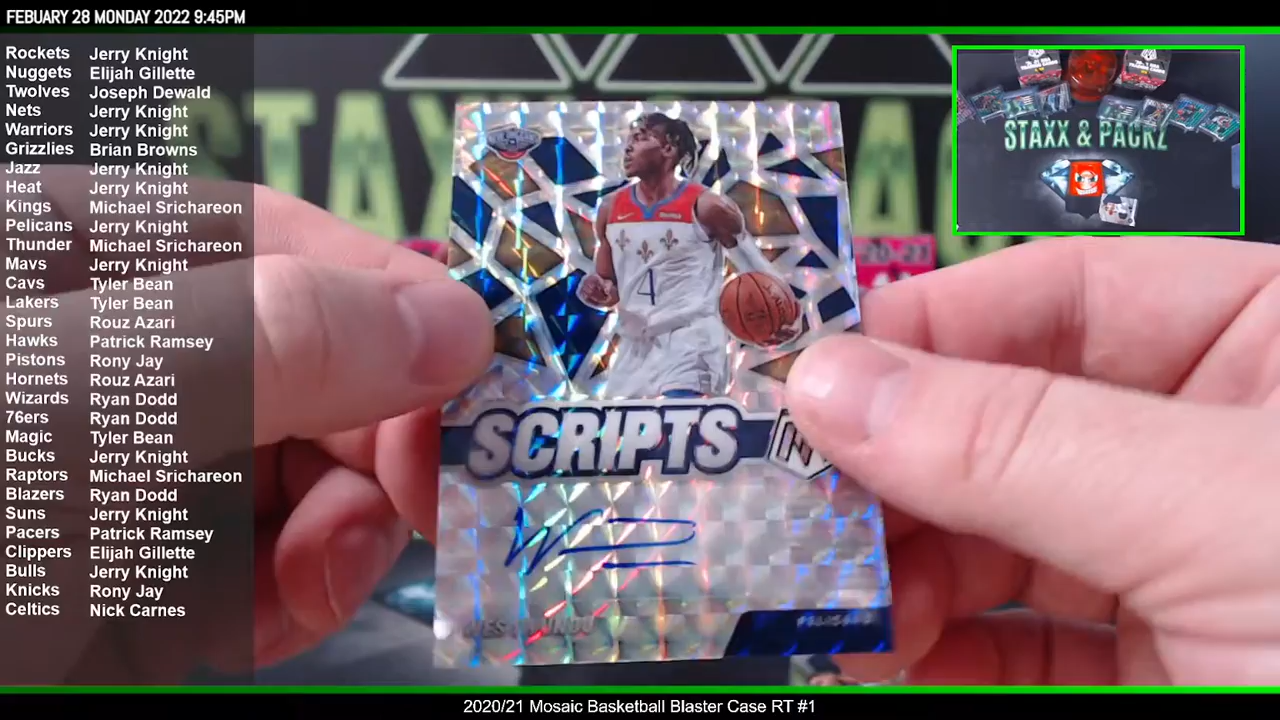 FEBUARY 28 MONDAY 2022 9:45PM
Rockets Jerry Knight
Nuggets Elijah Gillette
Twolves Joseph Dewald
Nets Jerry Knight
Warriors Jerry Knight
Grizzlies Brian Browns
Jazz Jerry Knight
Heat Jerry Knight
Kings Michael Srichareon
Pelicans Jerry Knight
Thunder Michael Srichareon
Mavs Jerry Knight
Cavs Tyler Bean
Lakers Tyler Bean
Spurs Rouz Azari
Hawks Patrick Ramsey
Pistons Rony Jay
Hornets Rouz Azari
Wizards Ryan Dodd
76ers Ryan Dodd
Magic Tyler Bean
Bucks Jerry Knight
Raptors Michael Srichareon
Blazers Ryan Dodd
Suns Jerry Knight
Pacers Patrick Ramsey
Clippers Elijah Gillette
Bulls Jerry Knight
Knicks Rony Jay
Celtics Nick Carnes
STAXX & PACKZ
20-21
4
SCRIPTS
2020/21 Mosaic Basketball Blaster Case RT #1